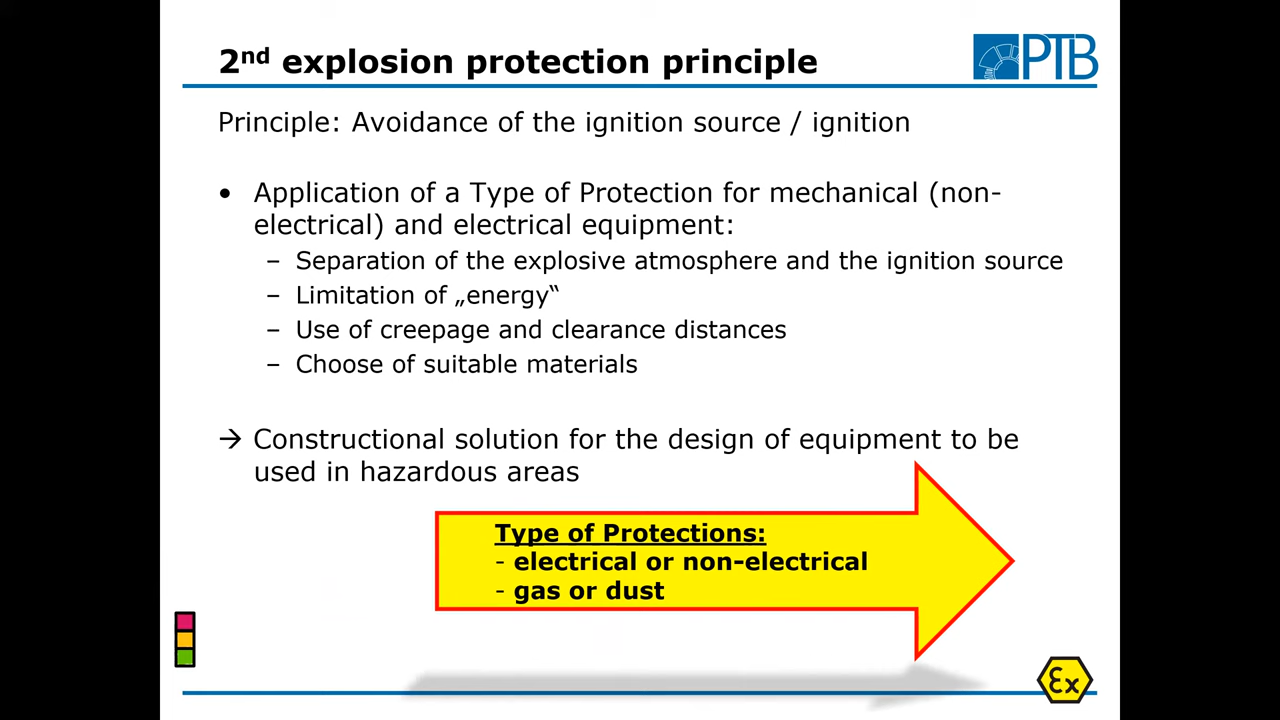 2nd explosion protection principle
PTB
Principle: Avoidance of the ignition source / ignition
• Application of a Type of Protection for mechanical (non-
electrical) and electrical equipment:
– Separation of the explosive atmosphere and the ignition source
– Limitation of „energy“
– Use of creepage and clearance distances
– Choose of suitable materials
→ Constructional solution for the design of equipment to be
used in hazardous areas
Type of Protections:
- electrical or non-electrical
- gas or dust
Ex